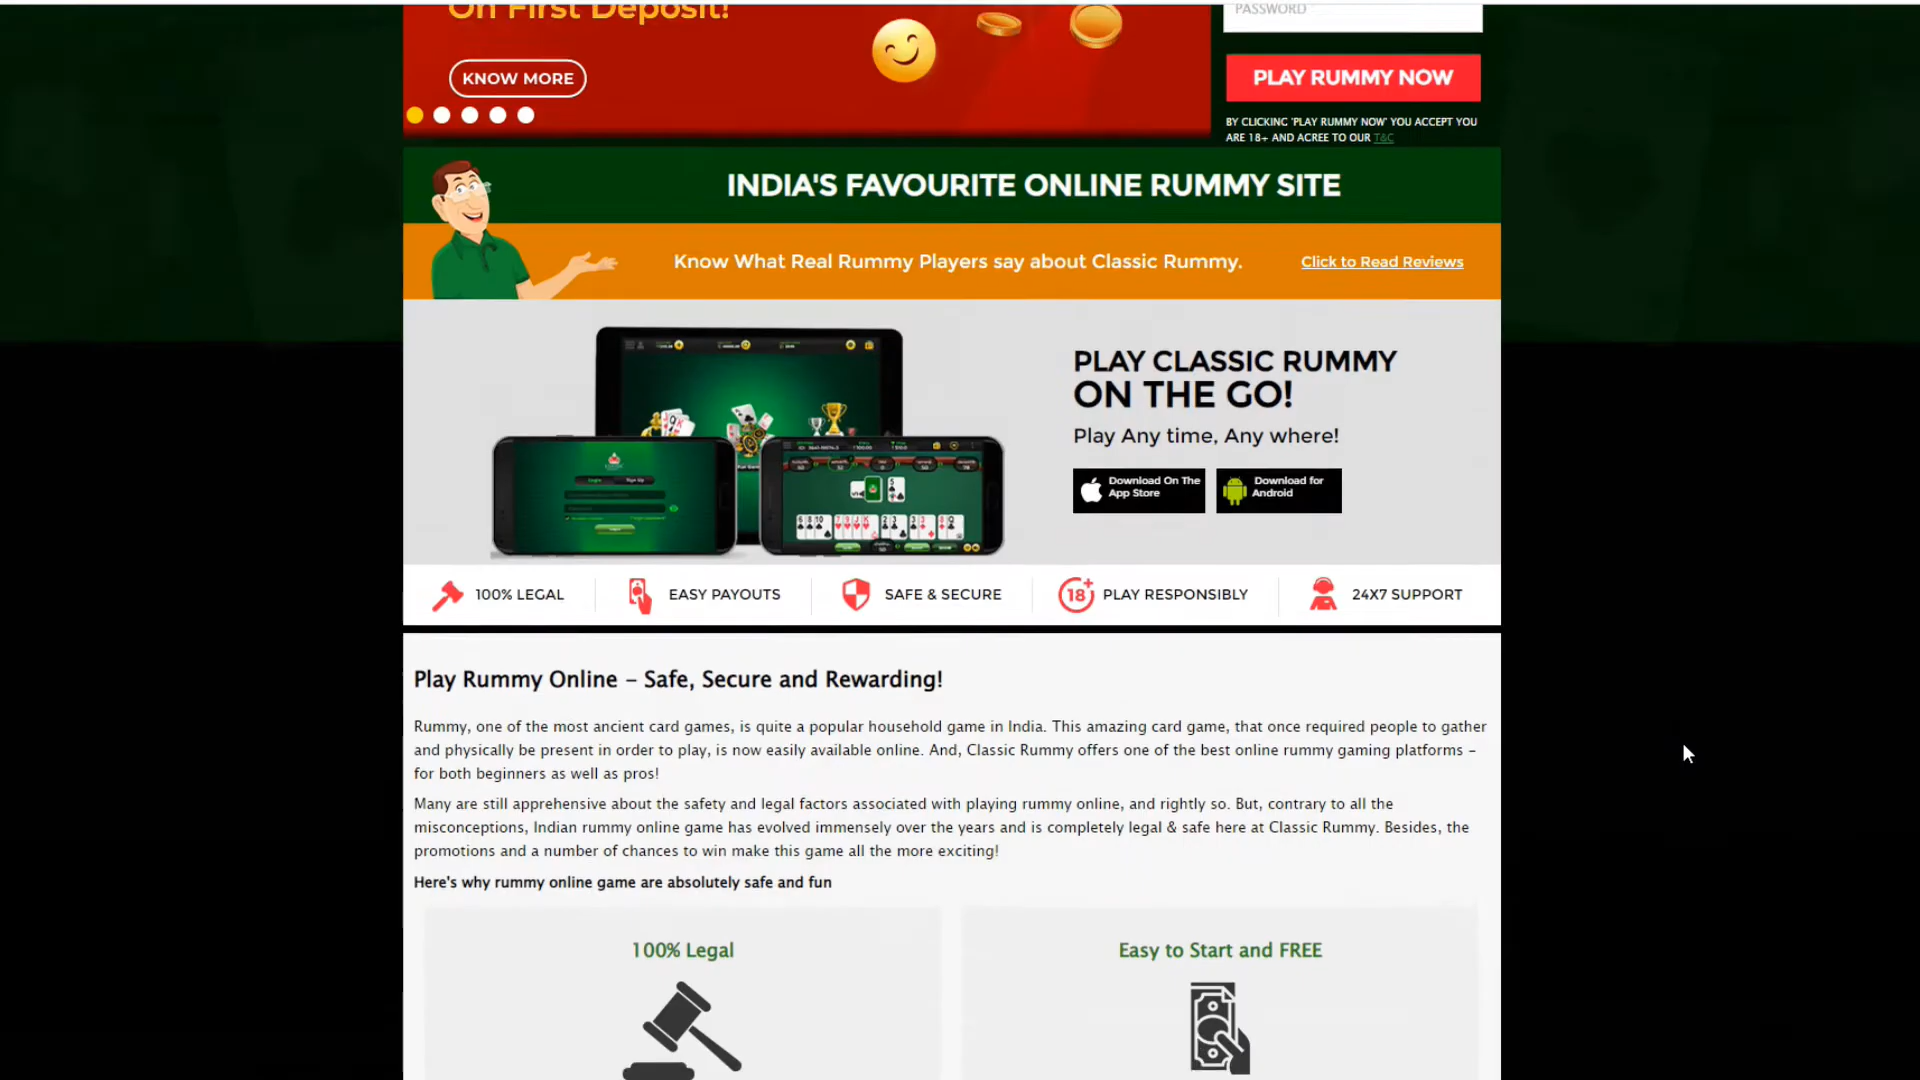 On First Deposit!
KNOW MORE
PASSWORD
PLAY RUMMY NOW
BY CLICKING 'PLAY RUMMY NOW' YOU ACCEPT YOU
ARE 18+ AND AGREE TO OUR T&C
INDIA'S FAVOURITE ONLINE RUMMY SITE
Know What Real Rummy Players say about Classic Rummy.
Click to Read Reviews
PLAY CLASSIC RUMMY
ON THE GO!
Play Any time, Any where!
Download On The
App Store
Download for
Android
100% LEGAL
EASY PAYOUTS
SAFE & SECURE
18+
PLAY RESPONSIBLY
24X7 SUPPORT
Play Rummy Online – Safe, Secure and Rewarding!
Rummy, one of the most ancient card games, is quite a popular household game in India. This amazing card game, that once required people to gather
and physically be present in order to play, is now easily available online. And, Classic Rummy offers one of the best online rummy gaming platforms –
for both beginners as well as pros!
Many are still apprehensive about the safety and legal factors associated with playing rummy online, and rightly so. But, contrary to all the
misconceptions, Indian rummy online game has evolved immensely over the years and is completely legal & safe here at Classic Rummy. Besides, the
promotions and a number of chances to win make this game all the more exciting!
Here's why rummy online game are absolutely safe and fun
100% Legal
Easy to Start and FREE